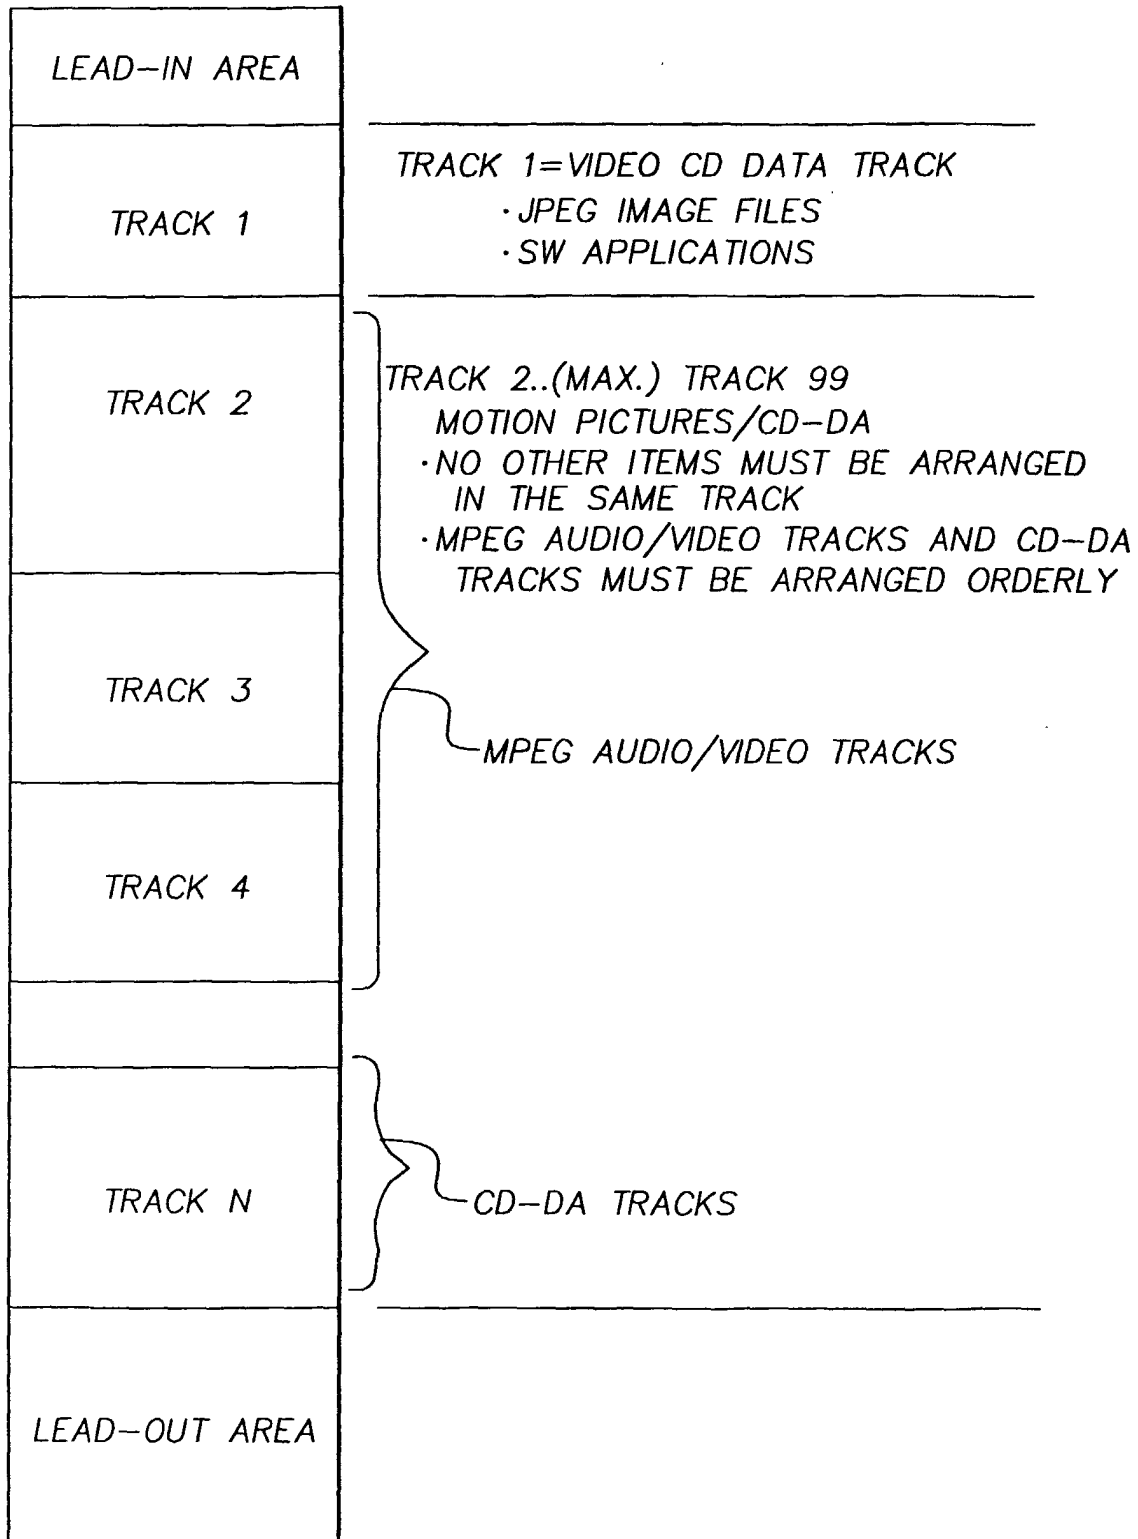 LEAD-IN AREA
TRACK 1
TRACK 1=VIDEO CD DATA TRACK
·JPEG IMAGE FILES
·SW APPLICATIONS
TRACK 2
TRACK 2..(MAX.) TRACK 99
MOTION PICTURES/CD-DA
·NO OTHER ITEMS MUST BE ARRANGED
IN THE SAME TRACK
·MPEG AUDIO/VIDEO TRACKS AND CD-DA
TRACKS MUST BE ARRANGED ORDERLY
TRACK 3
MPEG AUDIO/VIDEO TRACKS
TRACK 4
TRACK N
CD-DA TRACKS
LEAD-OUT AREA